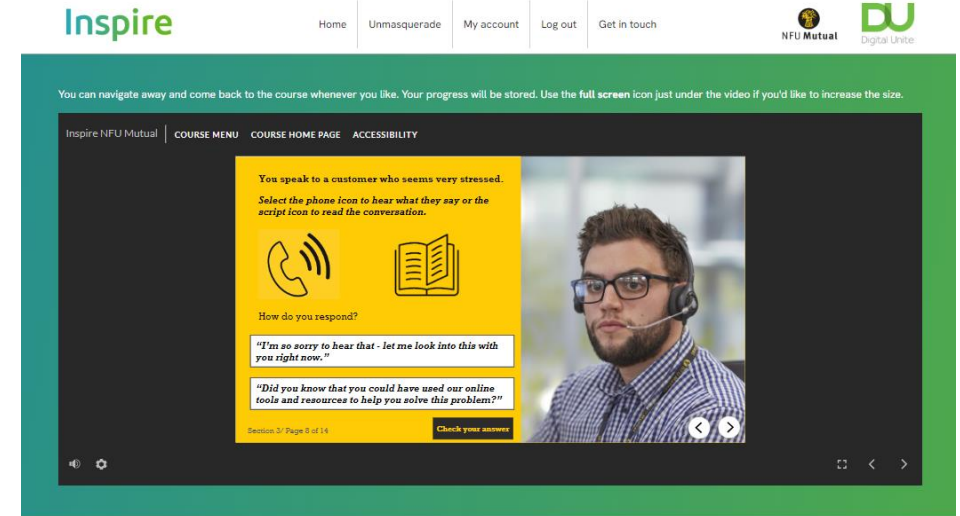 Inspire
Home
Unmasquerade
My account
Log out
Get in touch
NFU Mutual
DU
Digital Unite
You can navigate away and come back to the course whenever you like. Your progress will be stored. Use the full screen icon just under the video if you'd like to increase the size.
Inspire NFU Mutual
COURSE MENU
COURSE HOME PAGE
ACCESSIBILITY
You speak to a customer who seems very stressed.
Select the phone icon to hear what they say or the
script icon to read the conversation.
How do you respond?
“I'm so sorry to hear that - let me look into this with
you right now.”
“Did you know that you could have used our online
tools and resources to help you solve this problem?”
Section 3/ Page 8 of 14
Check your answer